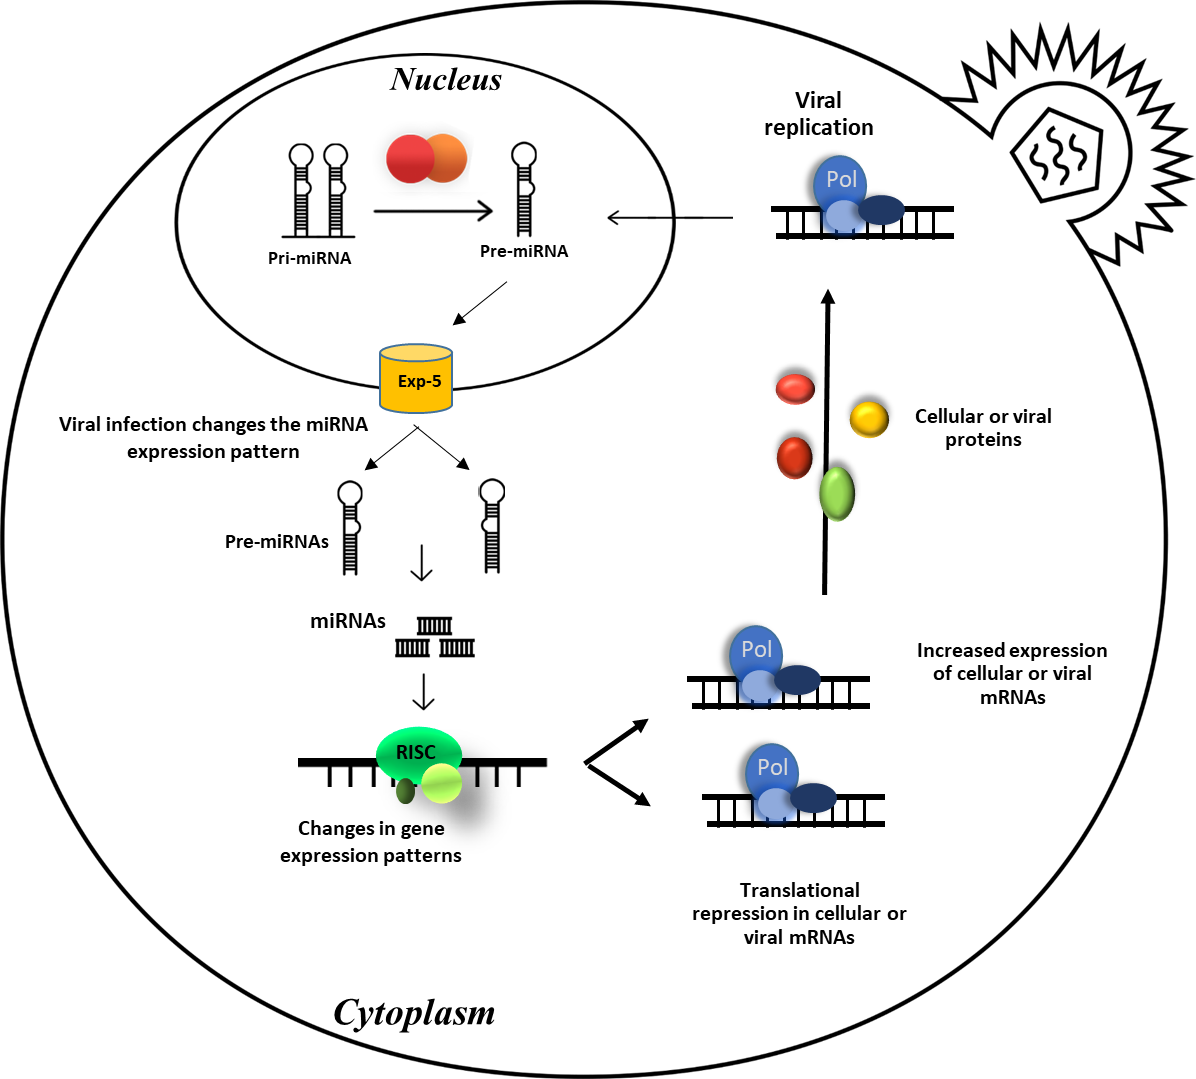 Nucleus
Viral
replication
Pol
Pri-miRNA
Pre-miRNA
Exp-5
Viral infection changes the miRNA
expression pattern
Cellular or viral
proteins
Pre-miRNAs
miRNAs
Pol
Increased expression
of cellular or viral
mRNAs
RISC
Pol
Changes in gene
expression patterns
Translational
repression in cellular or
viral mRNAs
Cytoplasm